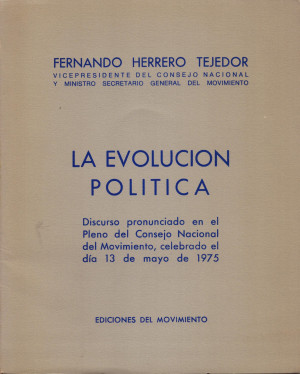 FERNANDO HERRERO TEJEDOR
VICEPRESIDENTE DEL CONSEJO NACIONAL
Y MINISTRO SECRETARIO GENERAL DEL MOVIMIENTO
LA EVOLUCION
POLITICA
Discurso pronunciado en el
Pleno del Consejo Nacional
del Movimiento, celebrado el
día 13 de mayo de 1975
EDICIONES DEL MOVIMIENTO